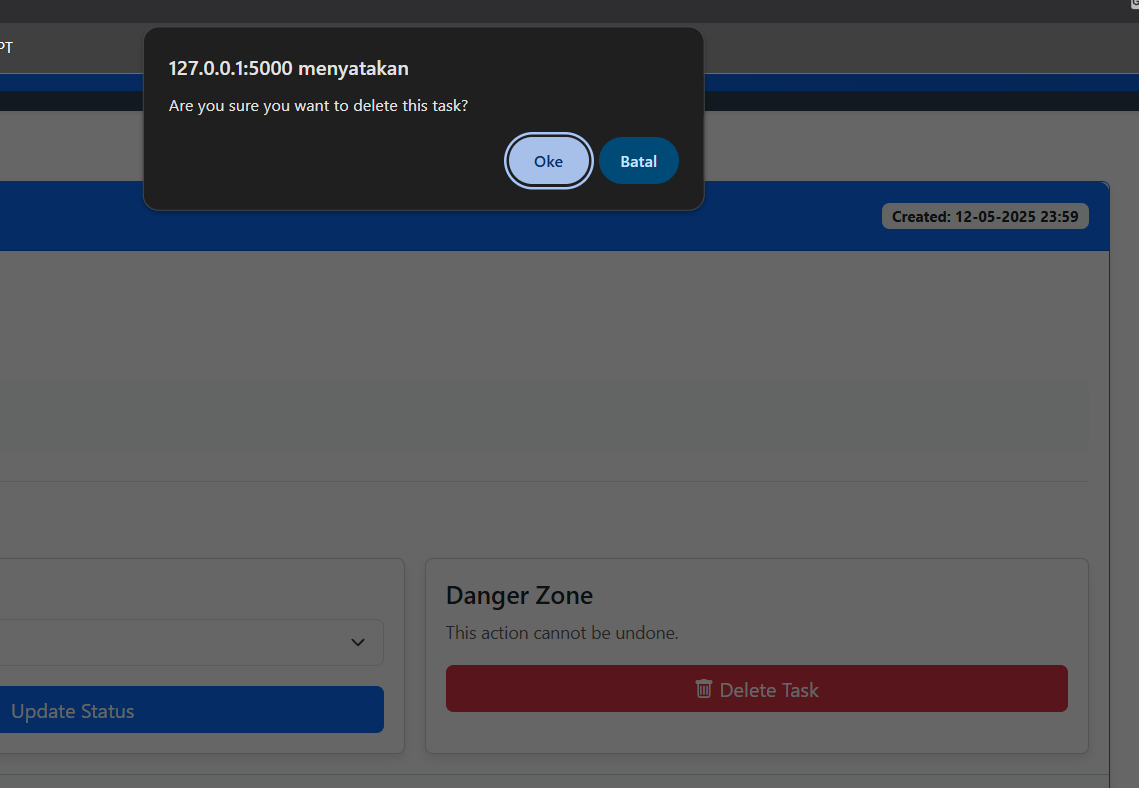 PT
127.0.0.1:5000 menyatakan
Are you sure you want to delete this task?
Oke
Batal
Created: 12-05-2025 23:59
Danger Zone
This action cannot be undone.
Delete Task
Update Status